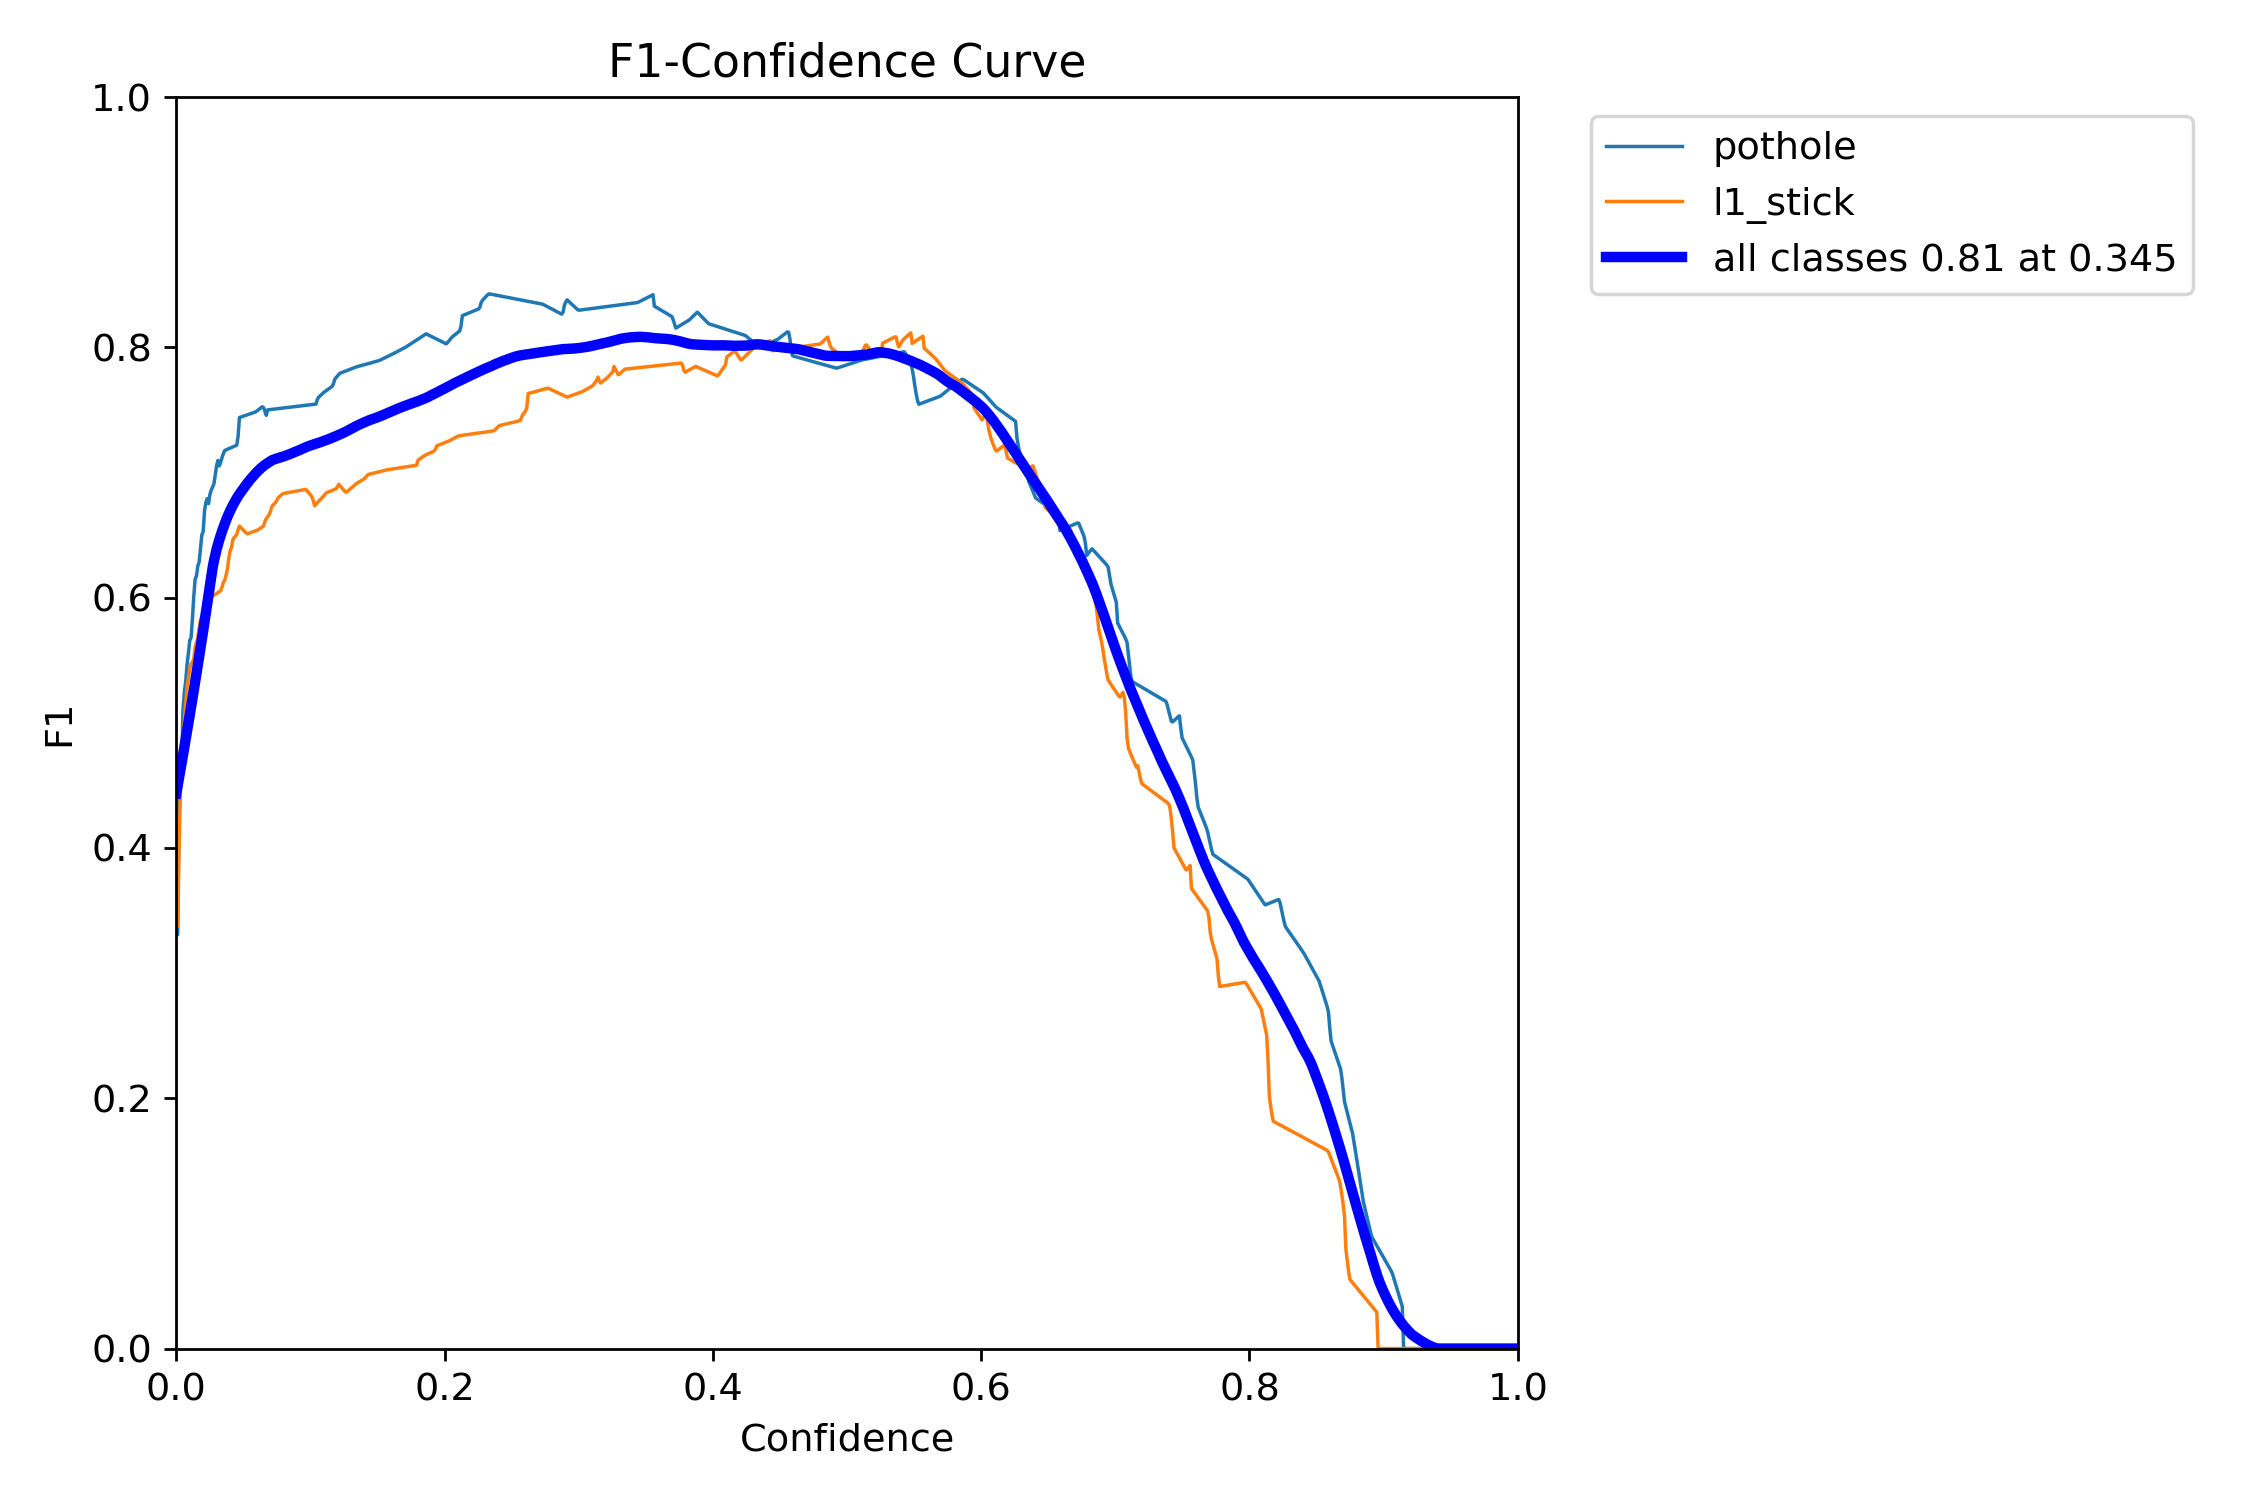 F1-Confidence Curve
1.0
0.8
0.6
0.4
0.2
0.0
F1
0.0 0.2 0.4 0.6 0.8 1.0
Confidence
pothole
l1_stick
all classes 0.81 at 0.345